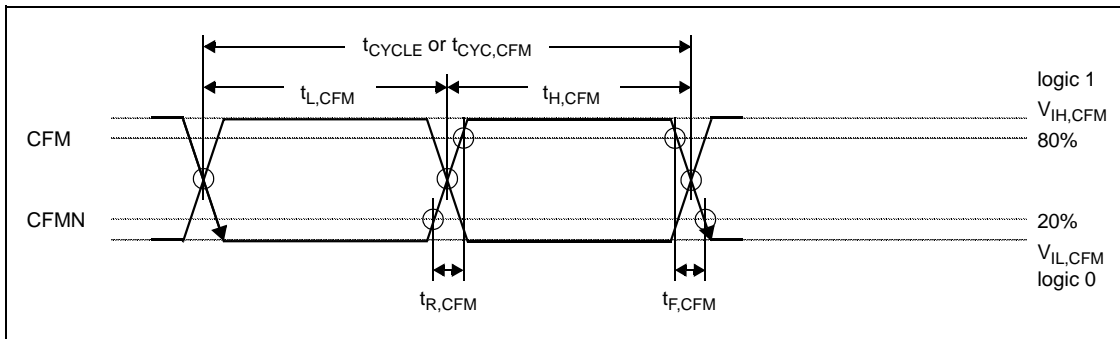 tCYCLE or tCYC,CFM
tL,CFM
tH,CFM
logic 1
VIH,CFM
CFM
80%
CFMN
20%
VIL,CFM
logic 0
tR,CFM
tF,CFM